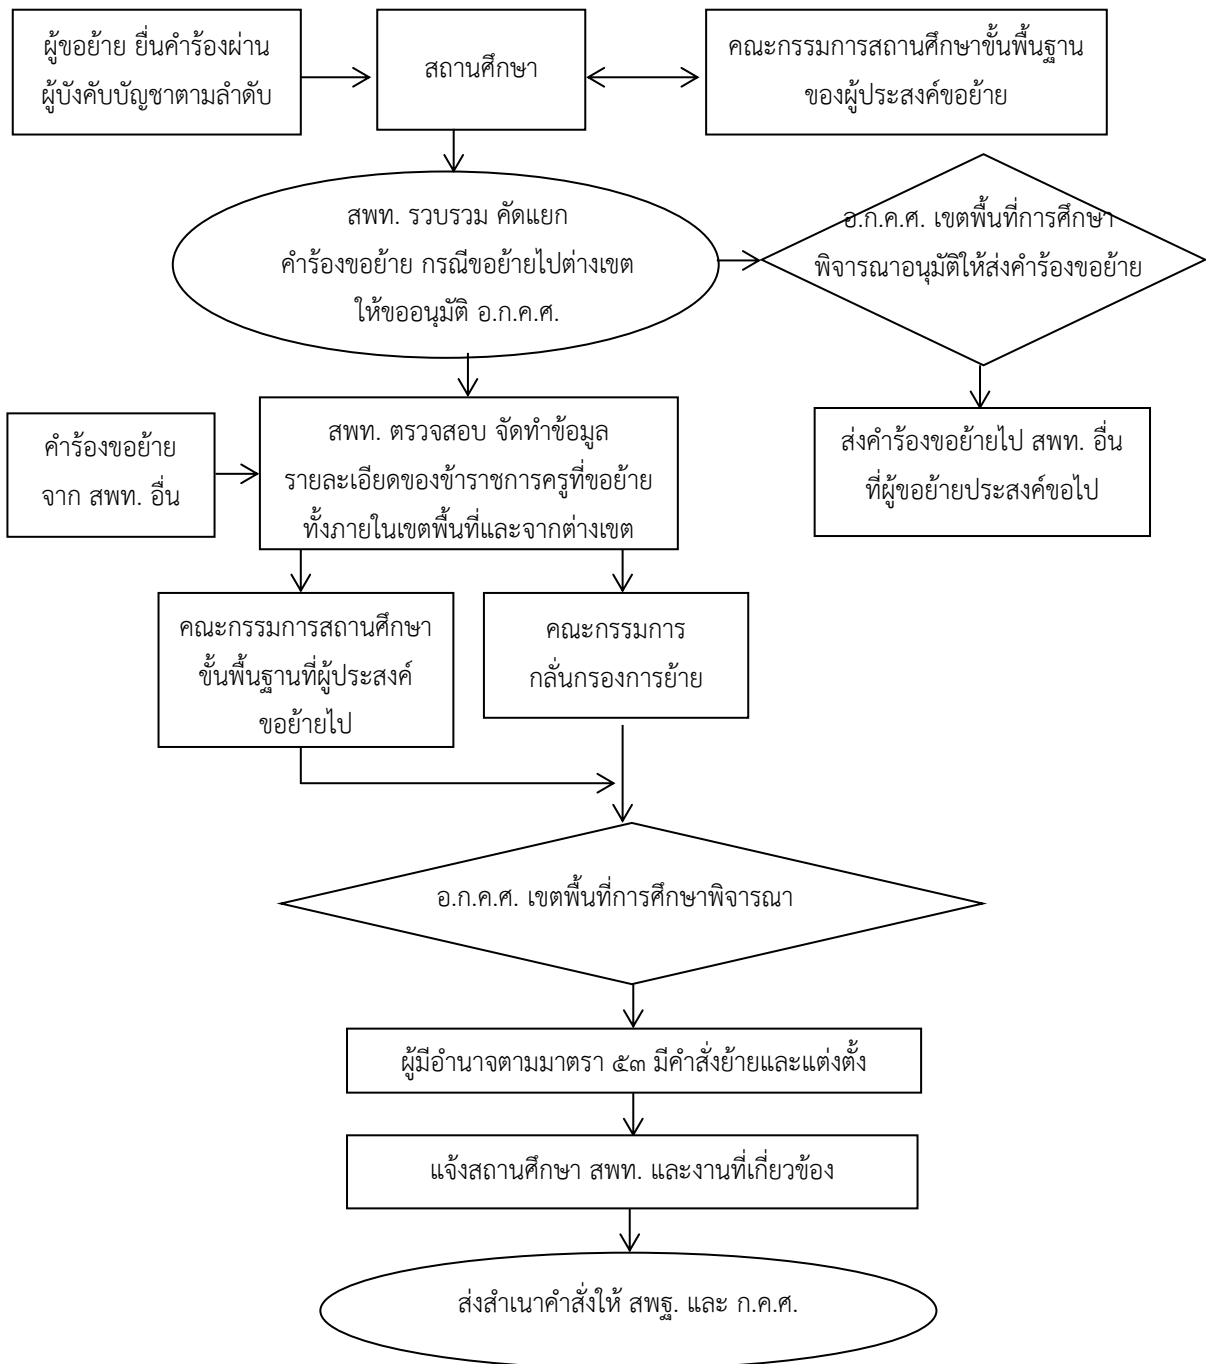 ผู้ขอย้าย ยื่นคำร้องผ่าน
ผู้บังคับบัญชาตามลำดับ
สถานศึกษา
คณะกรรมการสถานศึกษาขั้นพื้นฐาน
ของผู้ประสงค์ขอย้าย
สพท. รวบรวม คัดแยก
คำร้องขอย้าย กรณีขอย้ายไปต่างเขต
ให้ขออนุมัติ อ.ก.ค.ศ.
อ.ก.ค.ศ. เขตพื้นที่การศึกษา
พิจารณาอนุมัติให้ส่งคำร้องขอย้าย
คำร้องขอย้าย
จาก สพท. อื่น
สพท. ตรวจสอบ จัดทำข้อมูล
รายละเอียดของข้าราชการครูที่ขอย้าย
ทั้งภายในเขตพื้นที่และจากต่างเขต
ส่งคำร้องขอย้ายไป สพท. อื่น
ที่ผู้ขอย้ายประสงค์ขอไป
คณะกรรมการสถานศึกษา
ขั้นพื้นฐานที่ผู้ประสงค์
ขอย้ายไป
คณะกรรมการ
กลั่นกรองการย้าย
อ.ก.ค.ศ. เขตพื้นที่การศึกษาพิจารณา
ผู้มีอำนาจตามมาตรา ๕๓ มีคำสั่งย้ายและแต่งตั้ง
แจ้งสถานศึกษา สพท. และงานที่เกี่ยวข้อง
ส่งสำเนาคำสั่งให้ สพฐ. และ ก.ค.ศ.